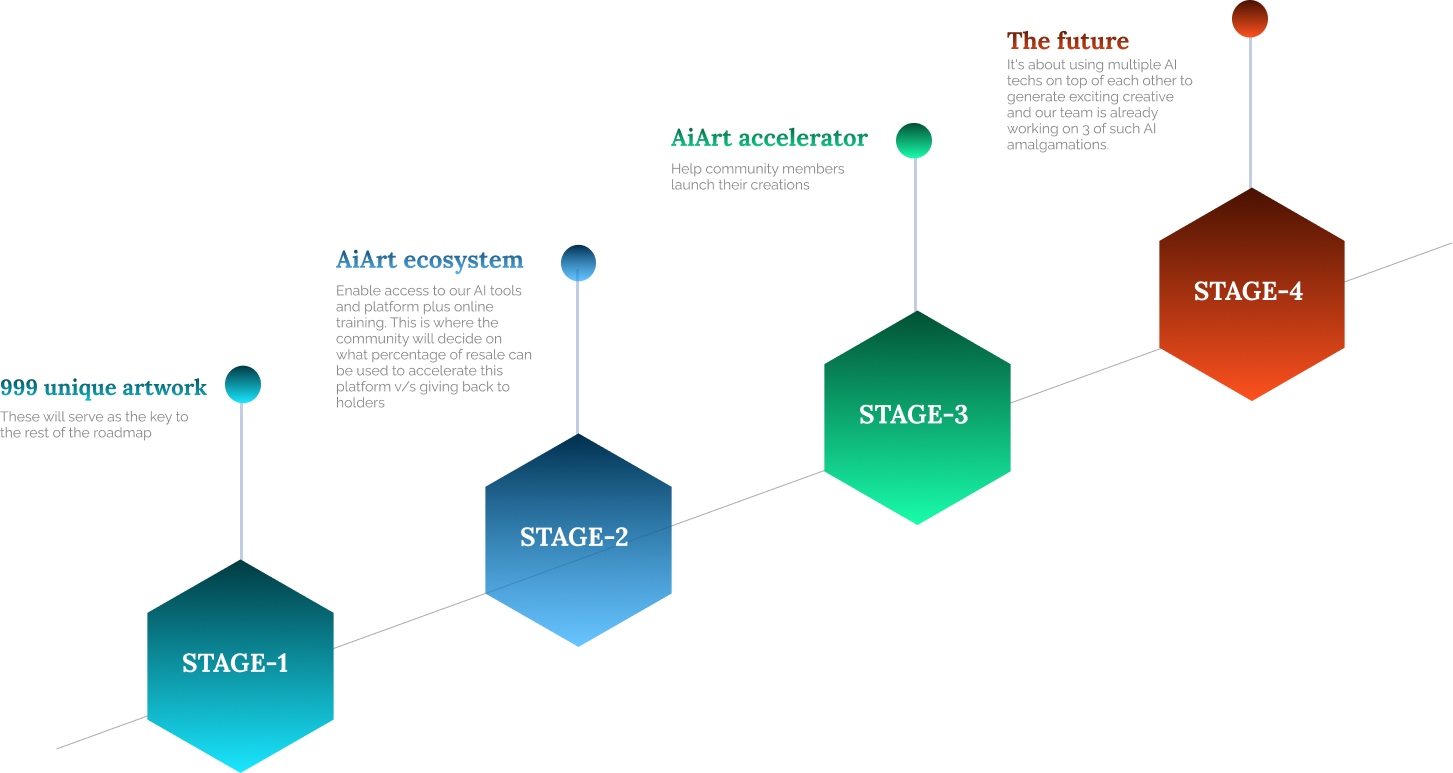 999 unique artwork
These will serve as the key to
the rest of the roadmap
STAGE-1
AiArt ecosystem
Enable access to our AI tools
and platform plus online
training. This is where the
community will decide on
what percentage of resale can
be used to accelerate this
platform v/s giving back to
holders
STAGE-2
AiArt accelerator
Help community members
launch their creations
STAGE-3
The future
It's about using multiple AI
techs on top of each other to
generate exciting creative
and our team is already
working on 3 of such AI
amalgamations.
STAGE-4